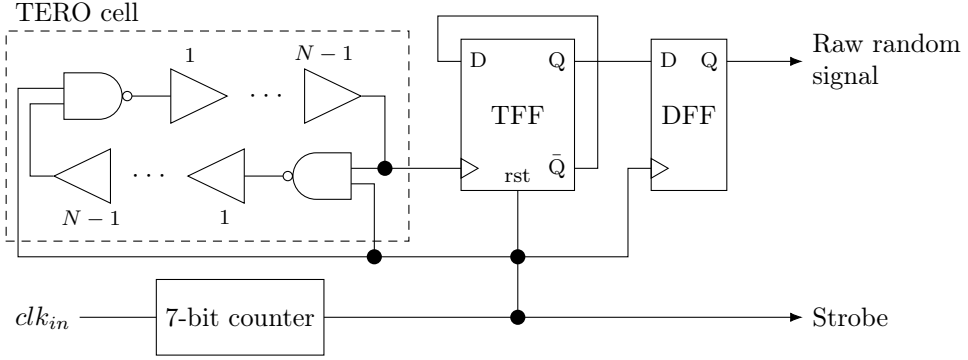 TERO cell
1
N − 1
. . .
D
Q
D
Q
Raw random
signal
TFF
DFF
. . .
rst
Q̄
N − 1
1
clk_in
7-bit counter
Strobe